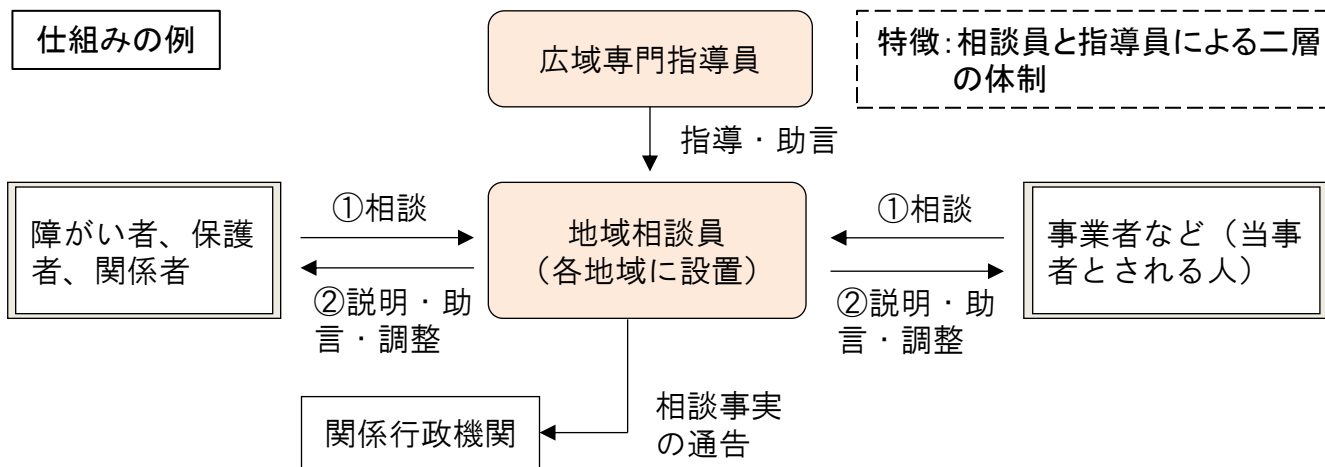 仕組みの例
広域専門指導員
特徴：相談員と指導員による二層
の体制
指導・助言
障がい者、保護
者、関係者
①相談
②説明・助
言・調整
地域相談員
（各地域に設置）
①相談
②説明・助
言・調整
事業者など（当事
者とされる人）
関係行政機関
相談事実
の通告